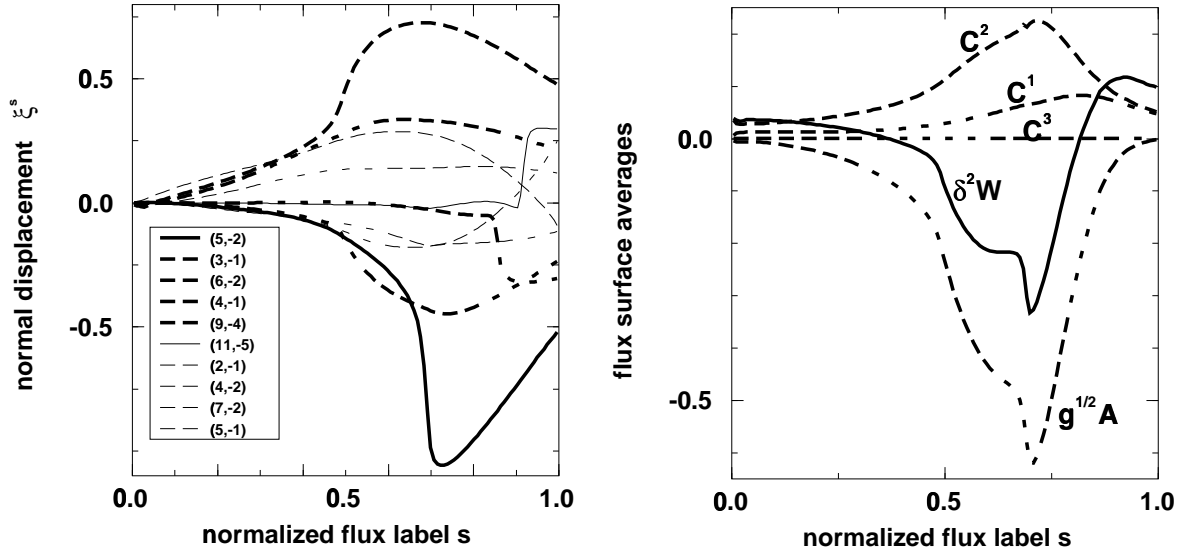 normal displacement ξˢ
0.5
0.0
-0.5
(5,-2)
(3,-1)
(6,-2)
(4,-1)
(9,-4)
(11,-5)
(2,-1)
(4,-2)
(7,-2)
(5,-1)
0.0 0.5 1.0
normalized flux label s
flux surface averages
0.0
-0.5
C²
C¹
C³
δ²W
g¹ᐟ²A
0.0 0.5 1.0
normalized flux label s